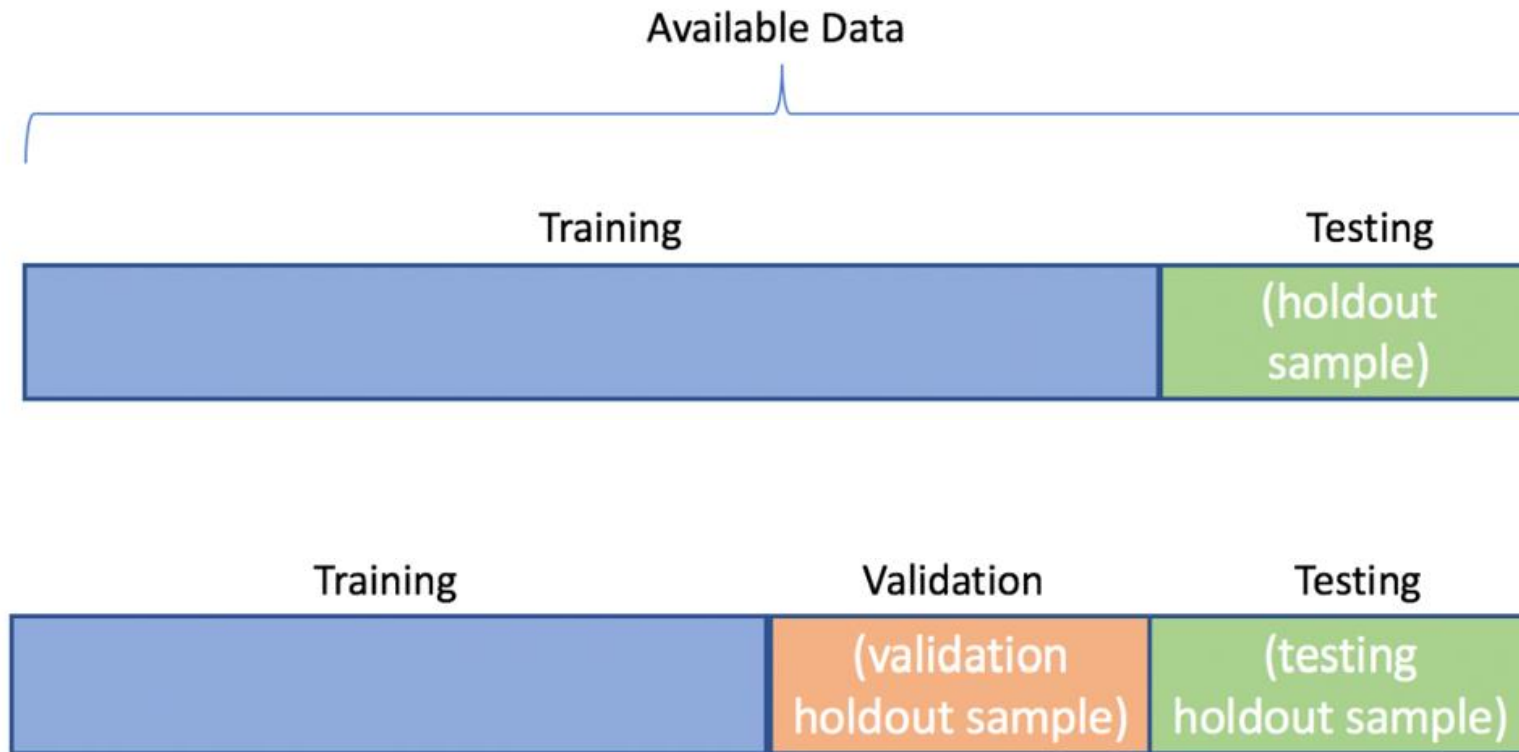 Available Data
Training Testing
(holdout
sample)
Training Validation Testing
(validation
holdout sample)
(testing
holdout sample)